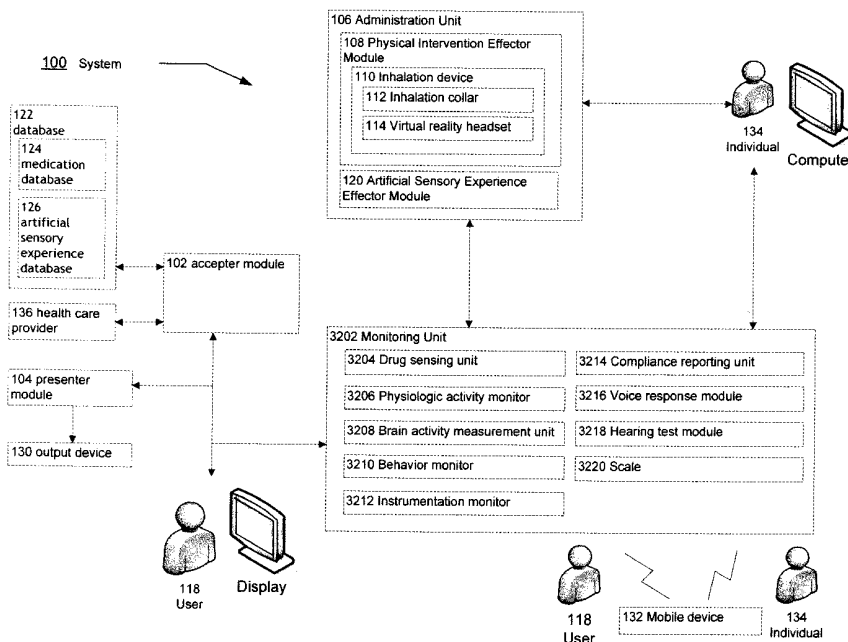 100 System
122
database
124
medication
database
126
artificial
sensory
experience
database
102 accepter module
136 health care
provider
104 presenter
module
130 output device
118
User
Display
106 Administration Unit
108 Physical Intervention Effector
Module
110 Inhalation device
112 Inhalation collar
114 Virtual reality headset
120 Artificial Sensory Experience
Effector Module
134
Individual
Compute
3202 Monitoring Unit
3204 Drug sensing unit
3206 Physiologic activity monitor
3208 Brain activity measurement unit
3210 Behavior monitor
3212 Instrumentation monitor
3214 Compliance reporting unit
3216 Voice response module
3218 Hearing test module
3220 Scale
118
User
132 Mobile device
134
Individual